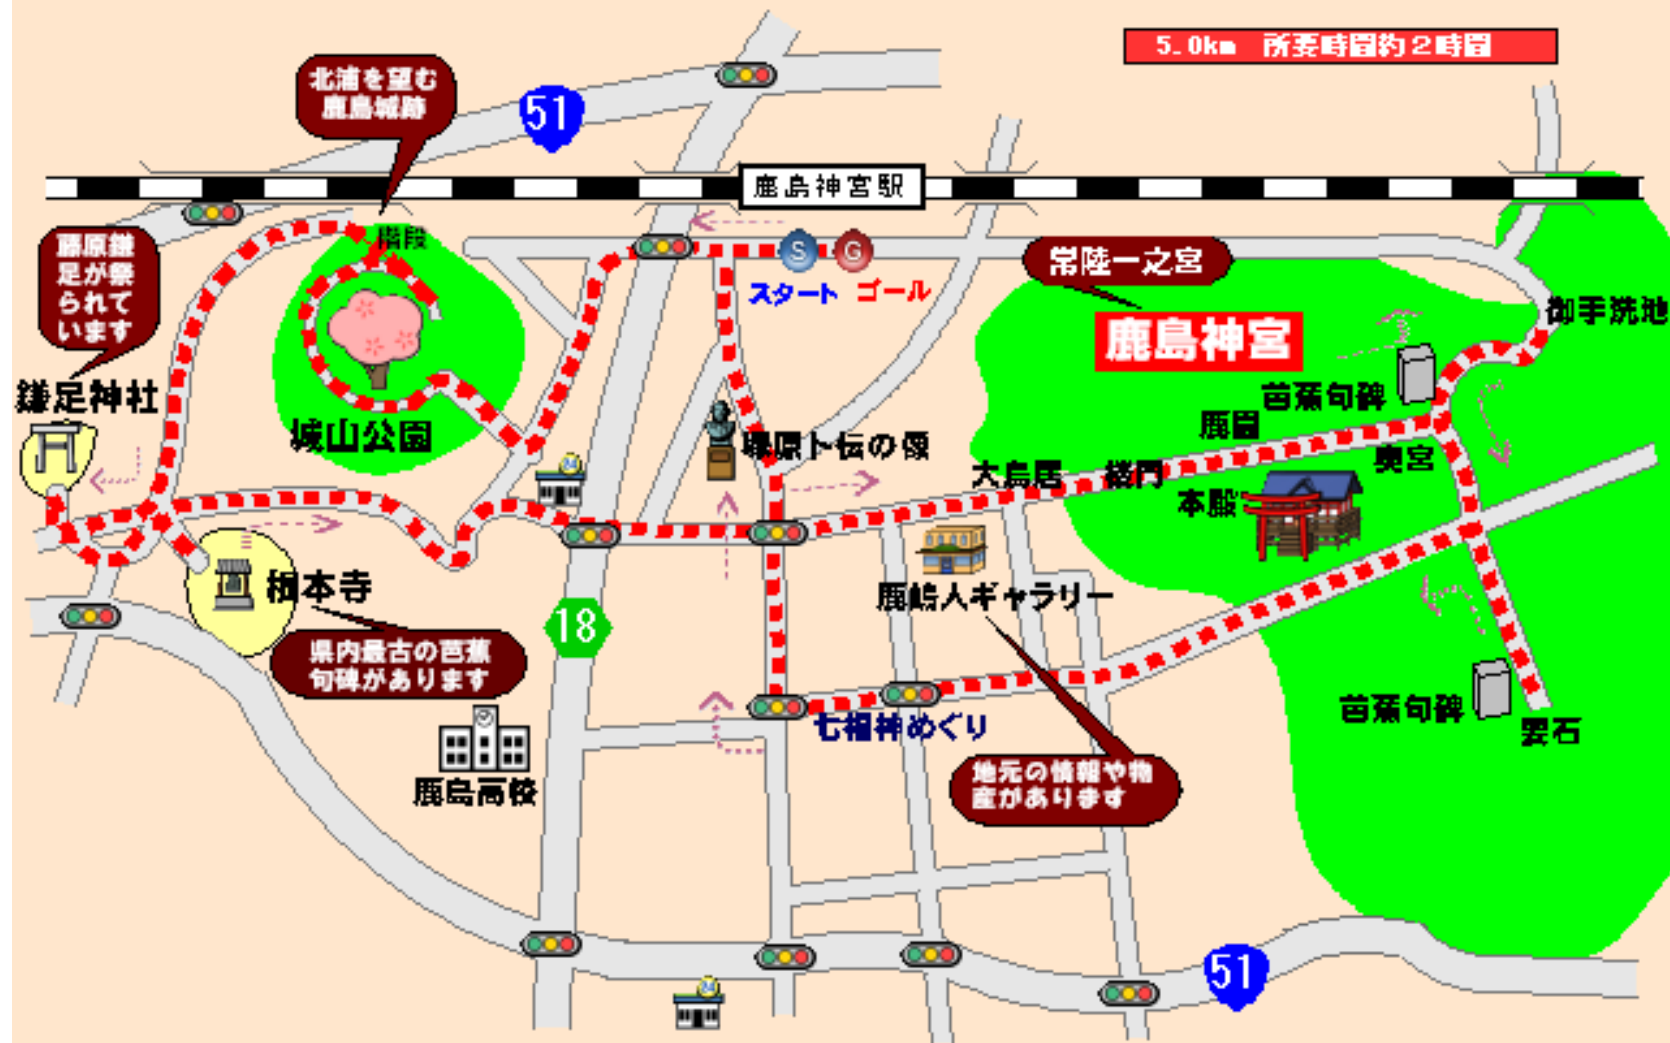 5.0km 所要時間約2時間
北浦を望む
鹿島城跡
51
鹿島神宮駅
藤原鎌
足が祭
られて
います
階段
S
G
スタート
ゴール
常陸一之宮
鹿島神宮
御手洗池
鎌足神社
城山公園
芭蕉句碑
鹿園
塚原卜伝の像
大鳥居
楼門
奥宮
本殿
24
根本寺
鹿嶋人ギャラリー
18
県内最古の芭蕉
句碑があります
芭蕉句碑
要石
七福神めぐり
鹿島高校
地元の情報や物
産があります
51
24